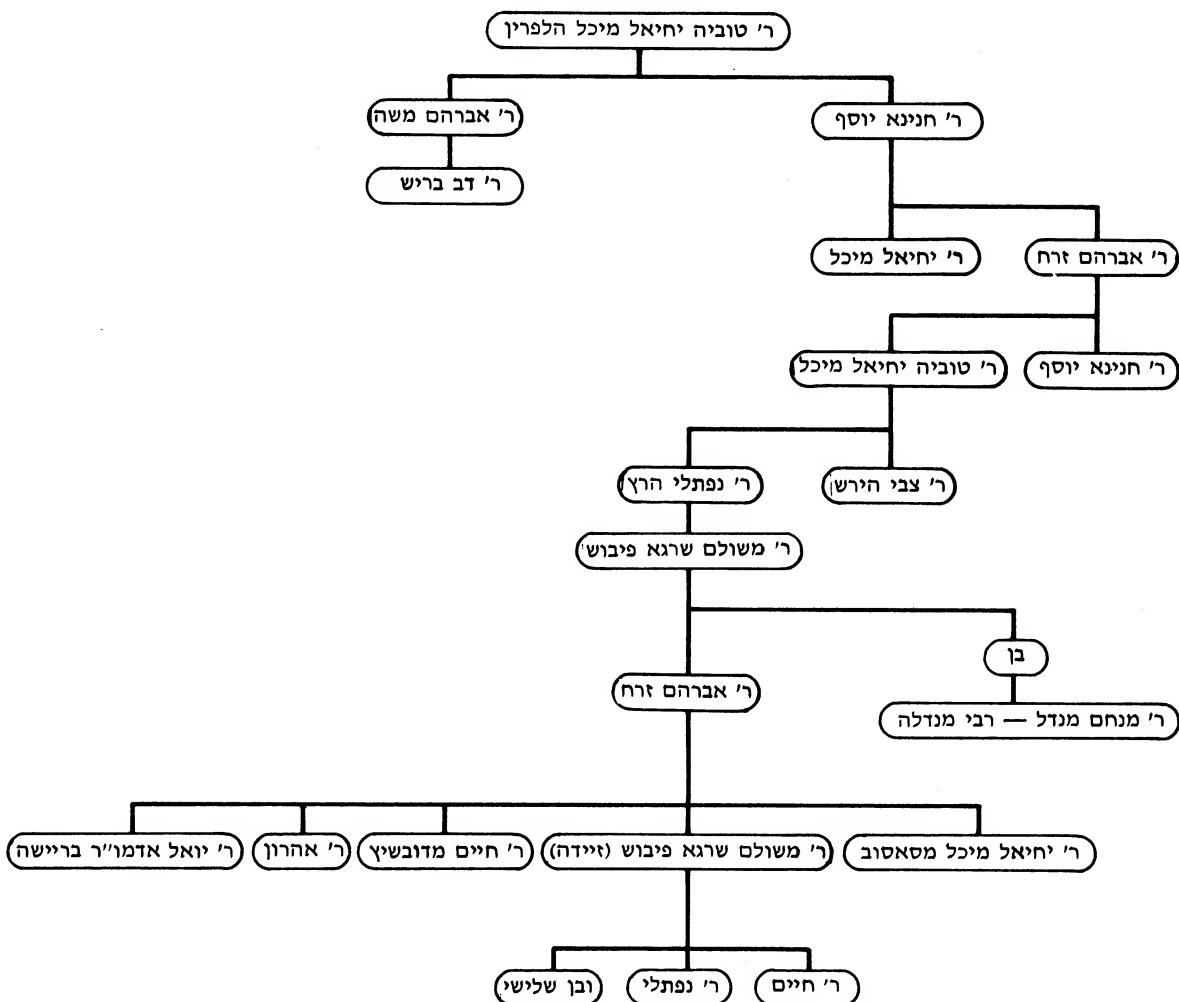 ר' טוביה יחיאל מיכל הלפרין
ר' חנינא יוסף
ר' אברהם משה
ר' דב בריש
ר' אברהם זרח
ר' יחיאל מיכל
ר' חנינא יוסף
ר' טוביה יחיאל מיכל
ר' צבי הירש
ר' נפתלי הרץ
ר' משולם שרגא פיבוש
בן
ר' אברהם זרח
ר' מנחם מנדל — רבי מנדלה
ר' יחיאל מיכל מסאסוב
ר' משולם שרגא פיבוש (זיידה)
ר' חיים מדובשיץ
ר' אהרון
ר' יואל אדמו"ר ברײשה
ר' חיים
ר' נפתלי
ובן שלישי